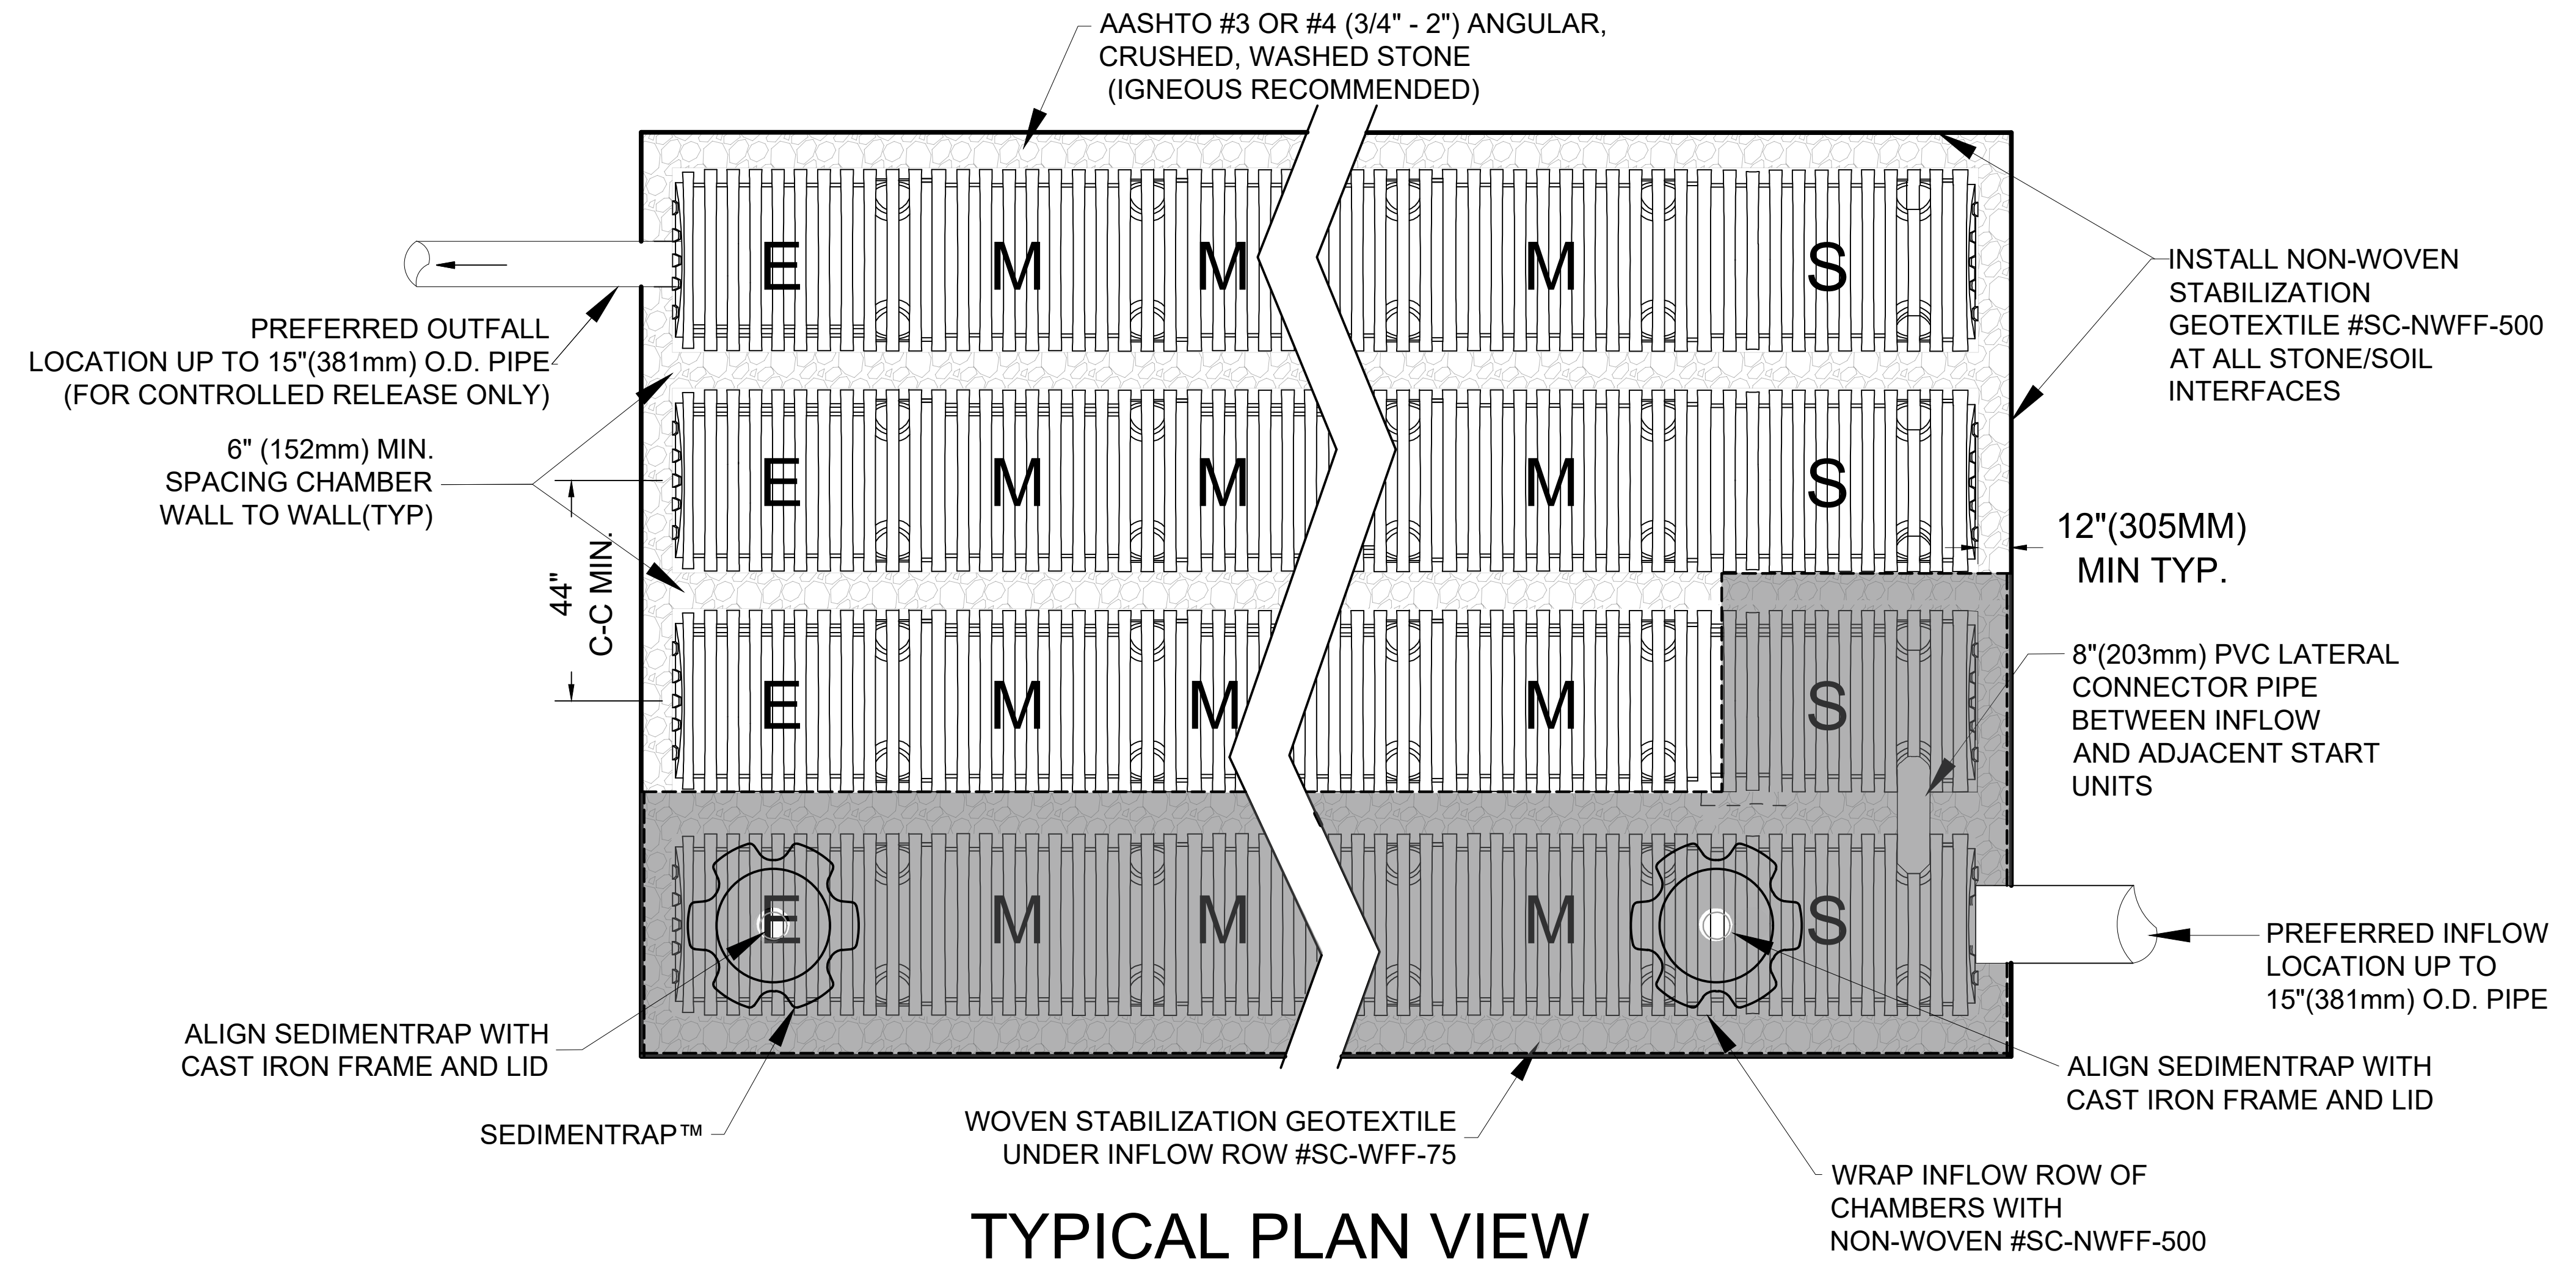 AASHTO #3 OR #4 (3/4" - 2") ANGULAR,
CRUSHED, WASHED STONE
(IGNEOUS RECOMMENDED)
E M M M S
PREFERRED OUTFALL
LOCATION UP TO 15"(381mm) O.D. PIPE
(FOR CONTROLLED RELEASE ONLY)
INSTALL NON-WOVEN
STABILIZATION
GEOTEXTILE #SC-NWFF-500
AT ALL STONE/SOIL
INTERFACES
6" (152mm) MIN.
SPACING CHAMBER
WALL TO WALL(TYP)
E M M M S
12"(305MM)
MIN TYP.
44"
C-C MIN.
E M M M S
8"(203mm) PVC LATERAL
CONNECTOR PIPE
BETWEEN INFLOW
AND ADJACENT START
UNITS
E M M M S
PREFERRED INFLOW
LOCATION UP TO
15"(381mm) O.D. PIPE
ALIGN SEDIMENTRAP WITH
CAST IRON FRAME AND LID
SEDIMENTRAP™
WOVEN STABILIZATION GEOTEXTILE
UNDER INFLOW ROW #SC-WFF-75
ALIGN SEDIMENTRAP WITH
CAST IRON FRAME AND LID
WRAP INFLOW ROW OF
CHAMBERS WITH
NON-WOVEN #SC-NWFF-500
TYPICAL PLAN VIEW